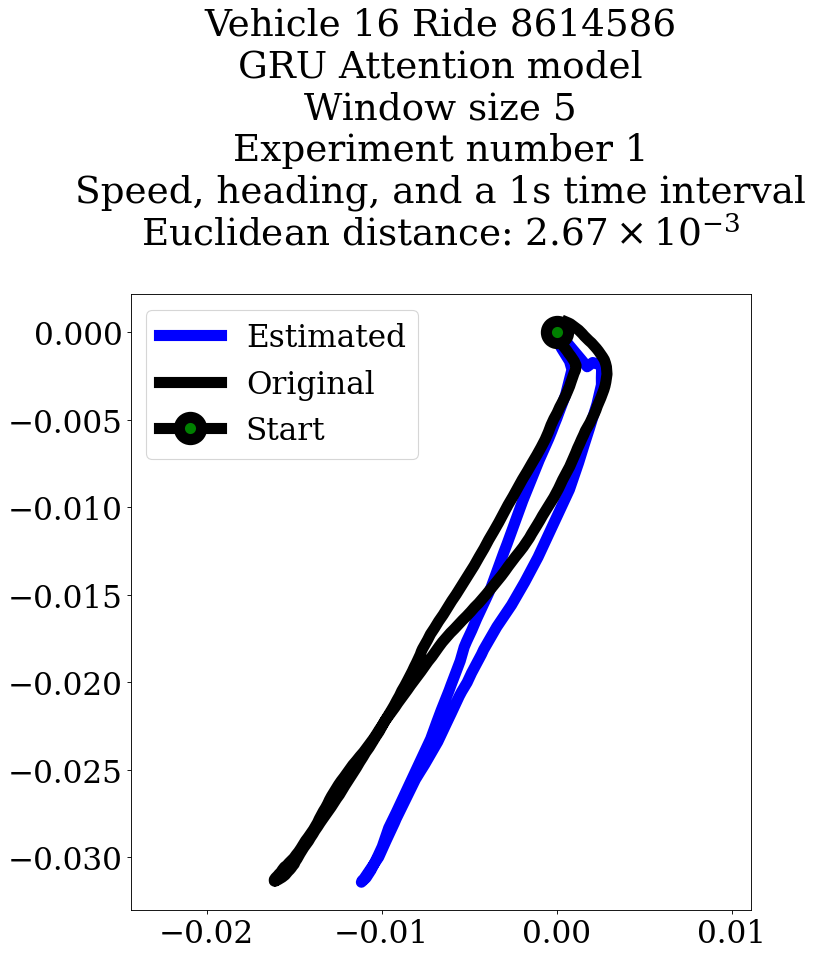 Vehicle 16 Ride 8614586
GRU Attention model
Window size 5
Experiment number 1
Speed, heading, and a 1s time interval
Euclidean distance: 2.67 × 10⁻³
Estimated
Original
Start
0.000
−0.005
−0.010
−0.015
−0.020
−0.025
−0.030
−0.02 −0.01 0.00 0.01